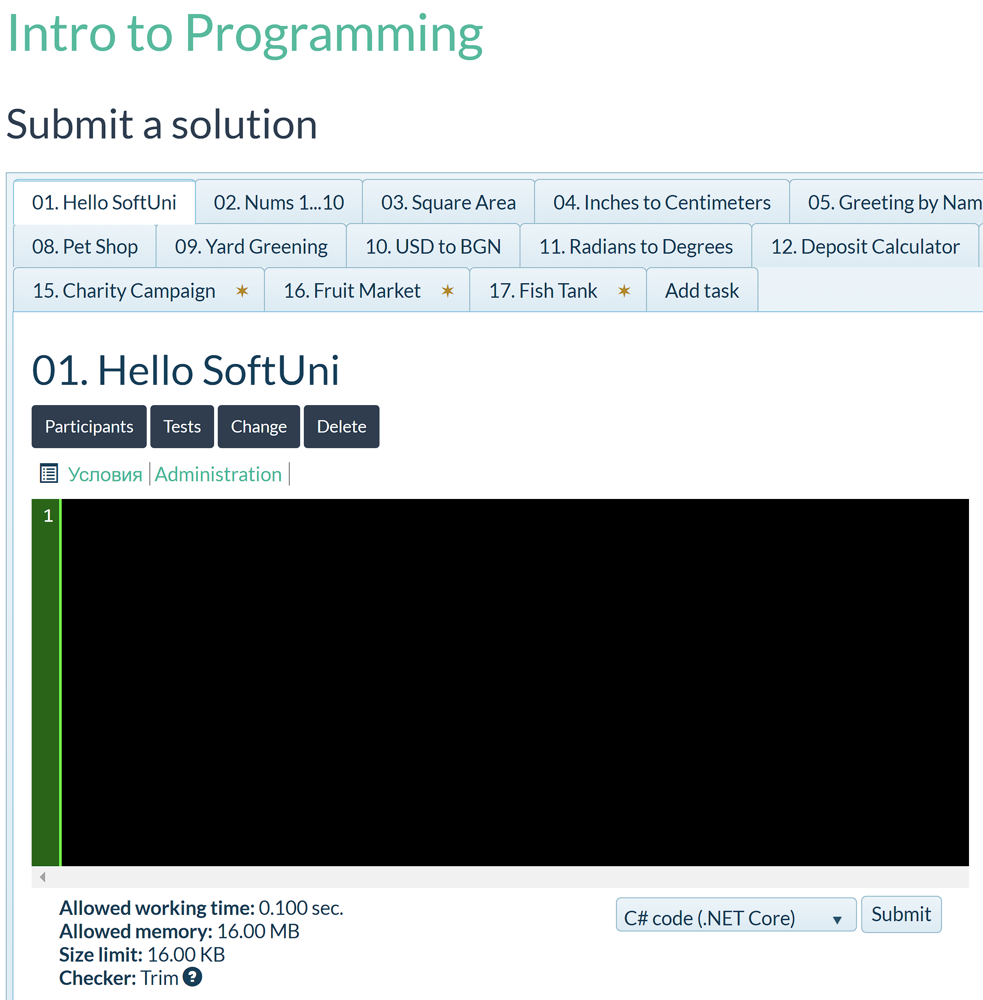 Intro to Programming
Submit a solution
01. Hello SoftUni 02. Nums 1...10 03. Square Area 04. Inches to Centimeters 05. Greeting by Nam
08. Pet Shop 09. Yard Greening 10. USD to BGN 11. Radians to Degrees 12. Deposit Calculator
15. Charity Campaign ✶ 16. Fruit Market ✶ 17. Fish Tank ✶ Add task
01. Hello SoftUni
Participants Tests Change Delete
Условия | Administration |
1
Allowed working time: 0.100 sec.
Allowed memory: 16.00 MB
Size limit: 16.00 KB
Checker: Trim ?
C# code (.NET Core) ▼ Submit